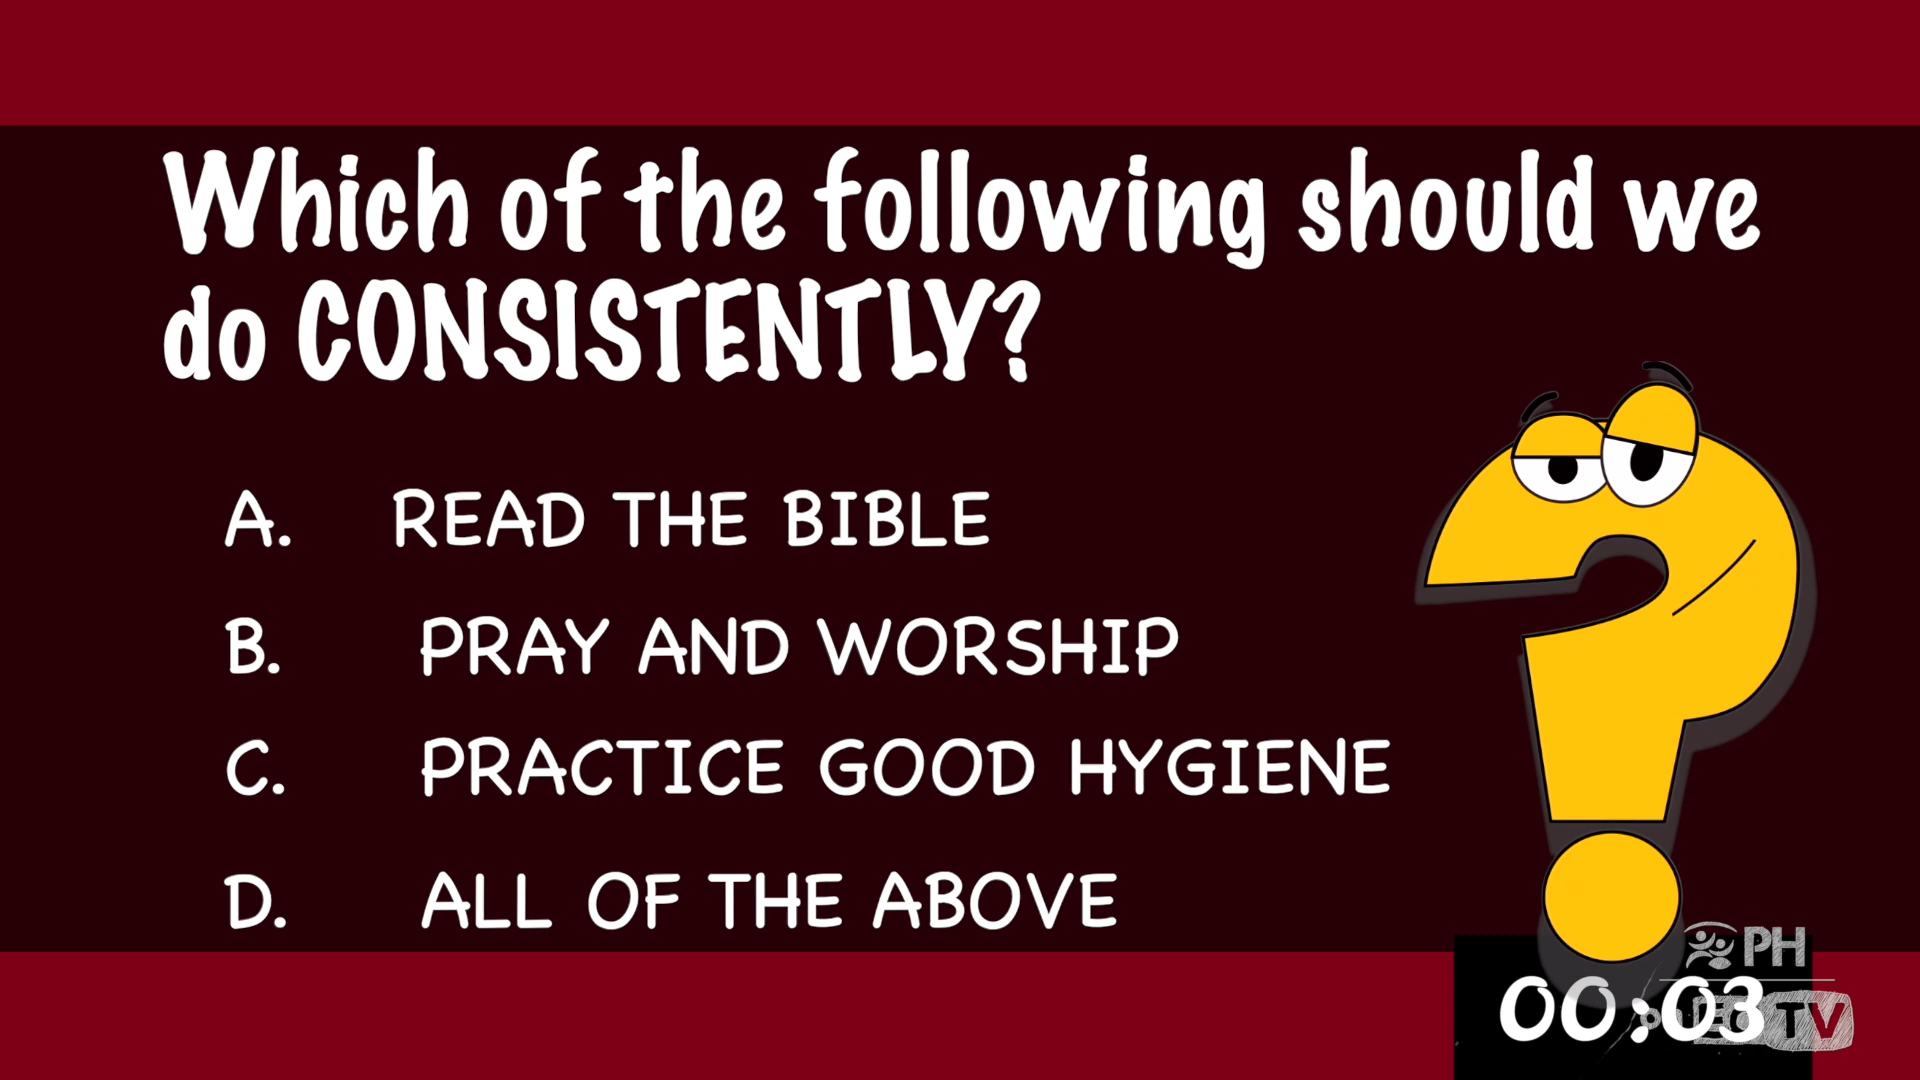 Which of the following should we
do CONSISTENTLY?
A. READ THE BIBLE
B. PRAY AND WORSHIP
C. PRACTICE GOOD HYGIENE
D. ALL OF THE ABOVE
PH
00:03
TV